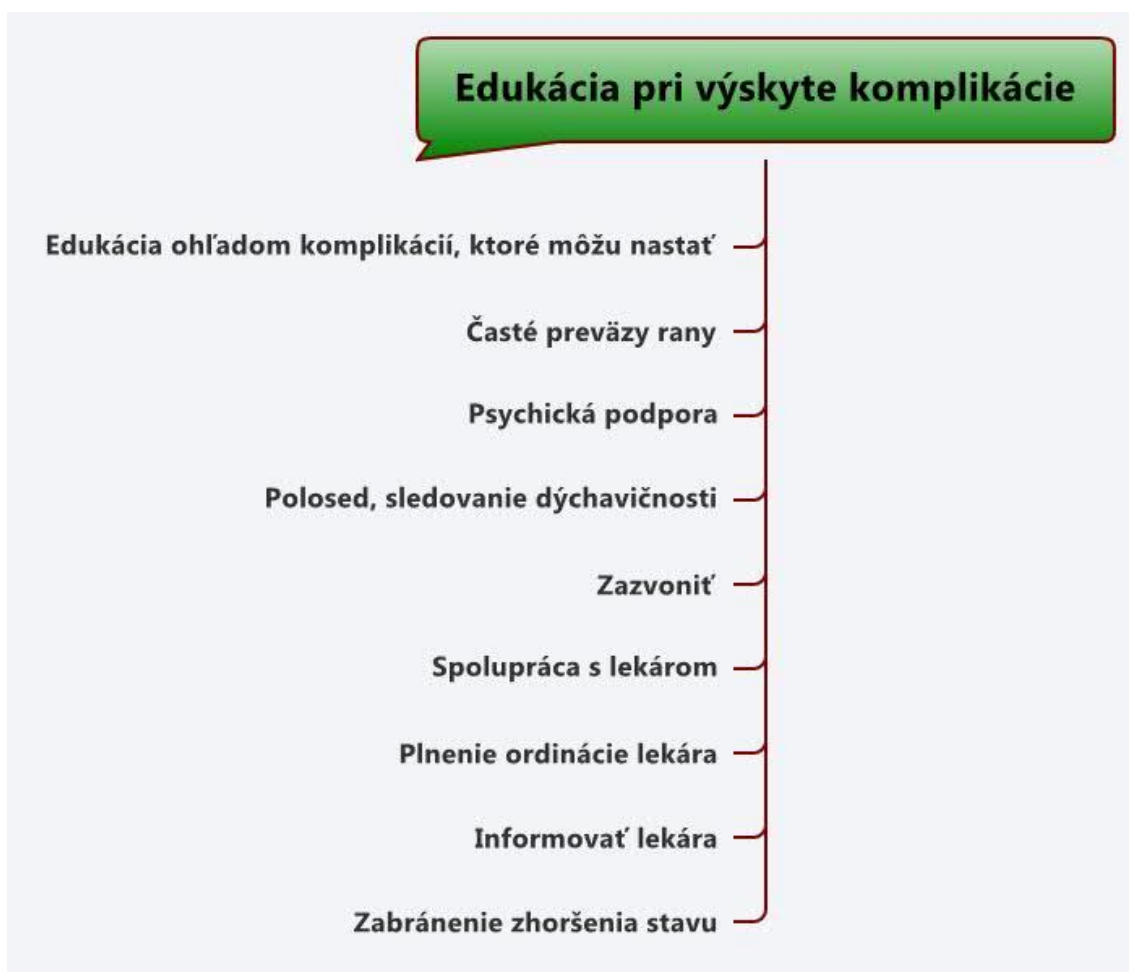 Edukácia pri výskyte komplikácie
Edukácia ohľadom komplikácií, ktoré môžu nastať
Časté preväzy rany
Psychická podpora
Polosed, sledovanie dýchavičnosti
Zazvoniť
Spolupráca s lekárom
Plnenie ordinácie lekára
Informovať lekára
Zabránenie zhoršenia stavu